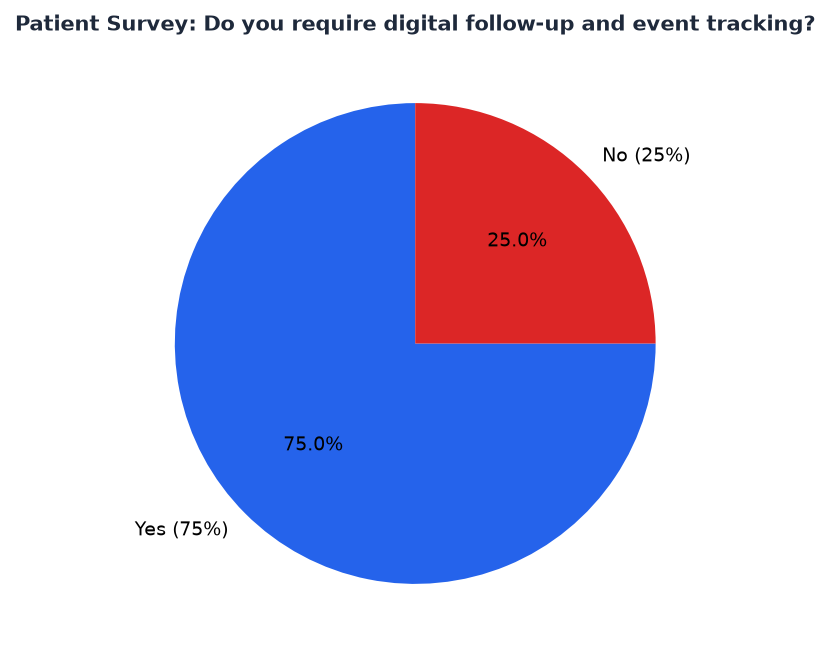 Patient Survey: Do you require digital follow-up and event tracking?
No (25%)
25.0%
75.0%
Yes (75%)